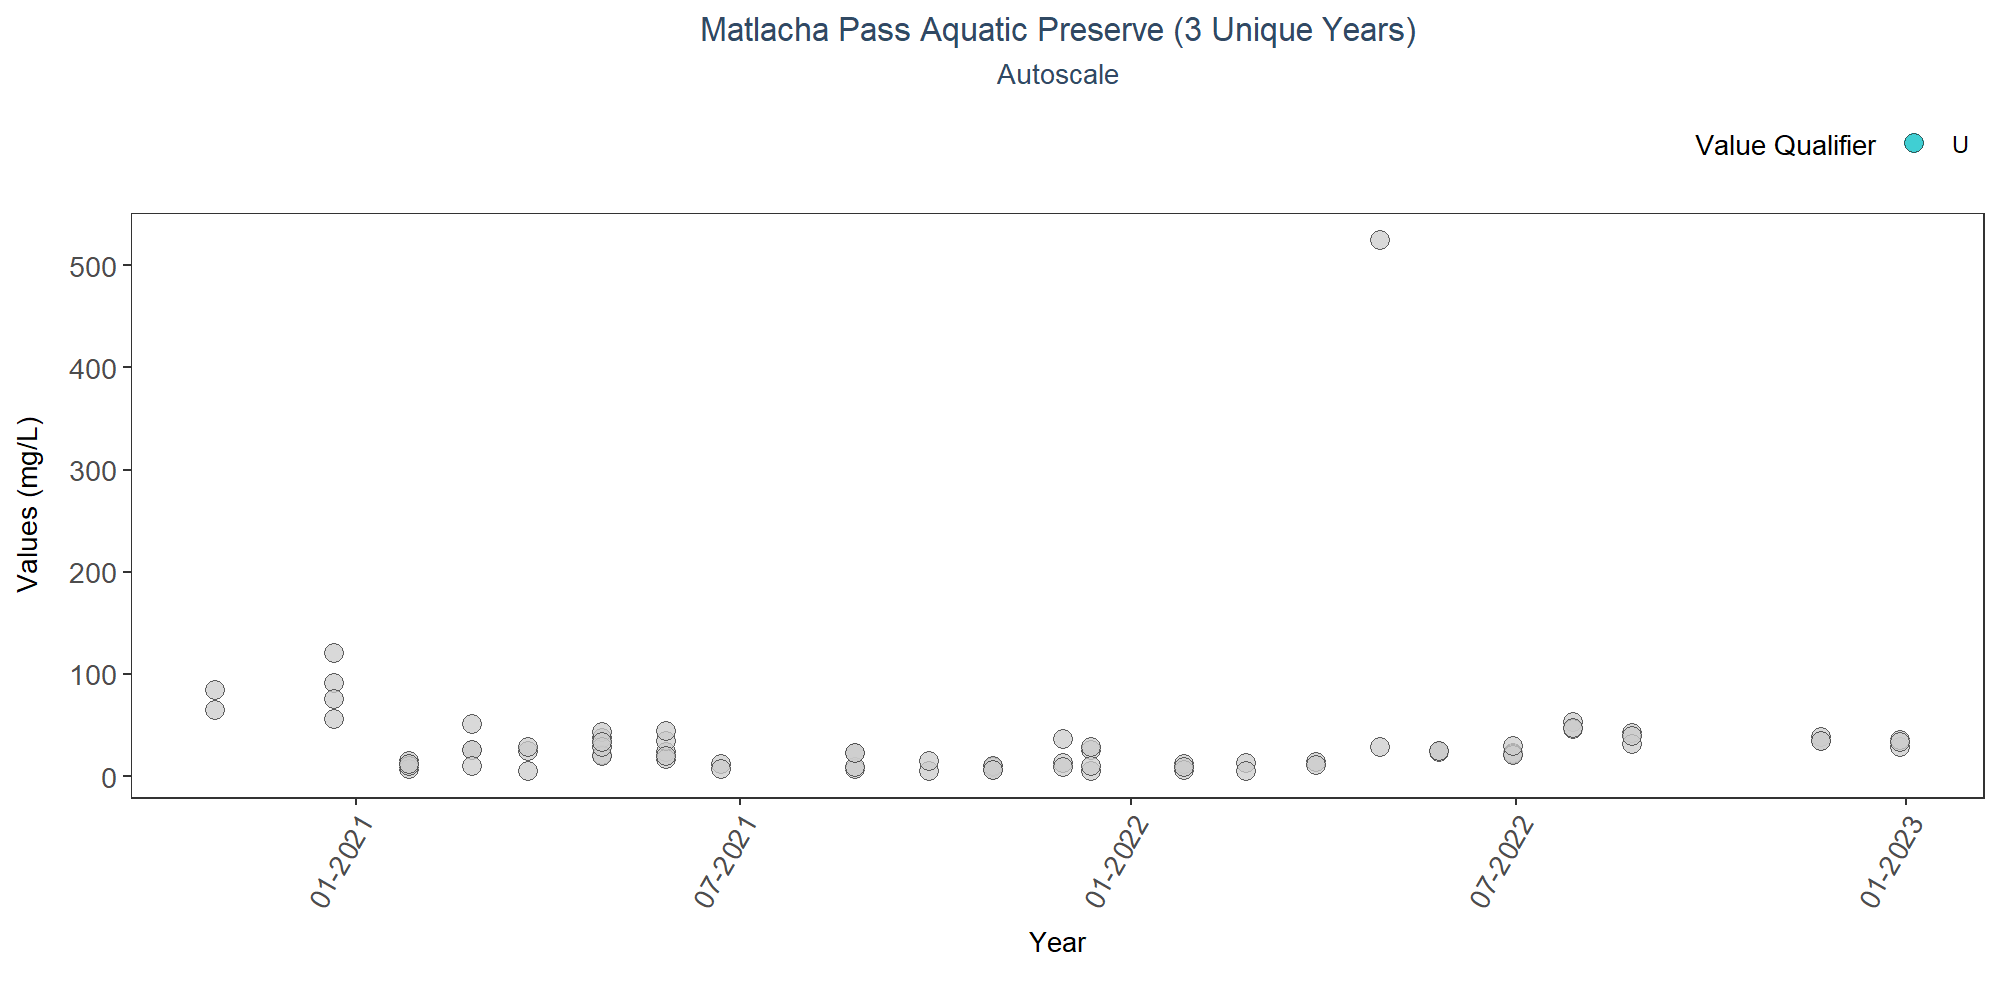 Matlacha Pass Aquatic Preserve (3 Unique Years)
Autoscale
Value Qualifier U
Values (mg/L)
500
400
300
200
100
0
01-2021
07-2021
01-2022
07-2022
01-2023
Year